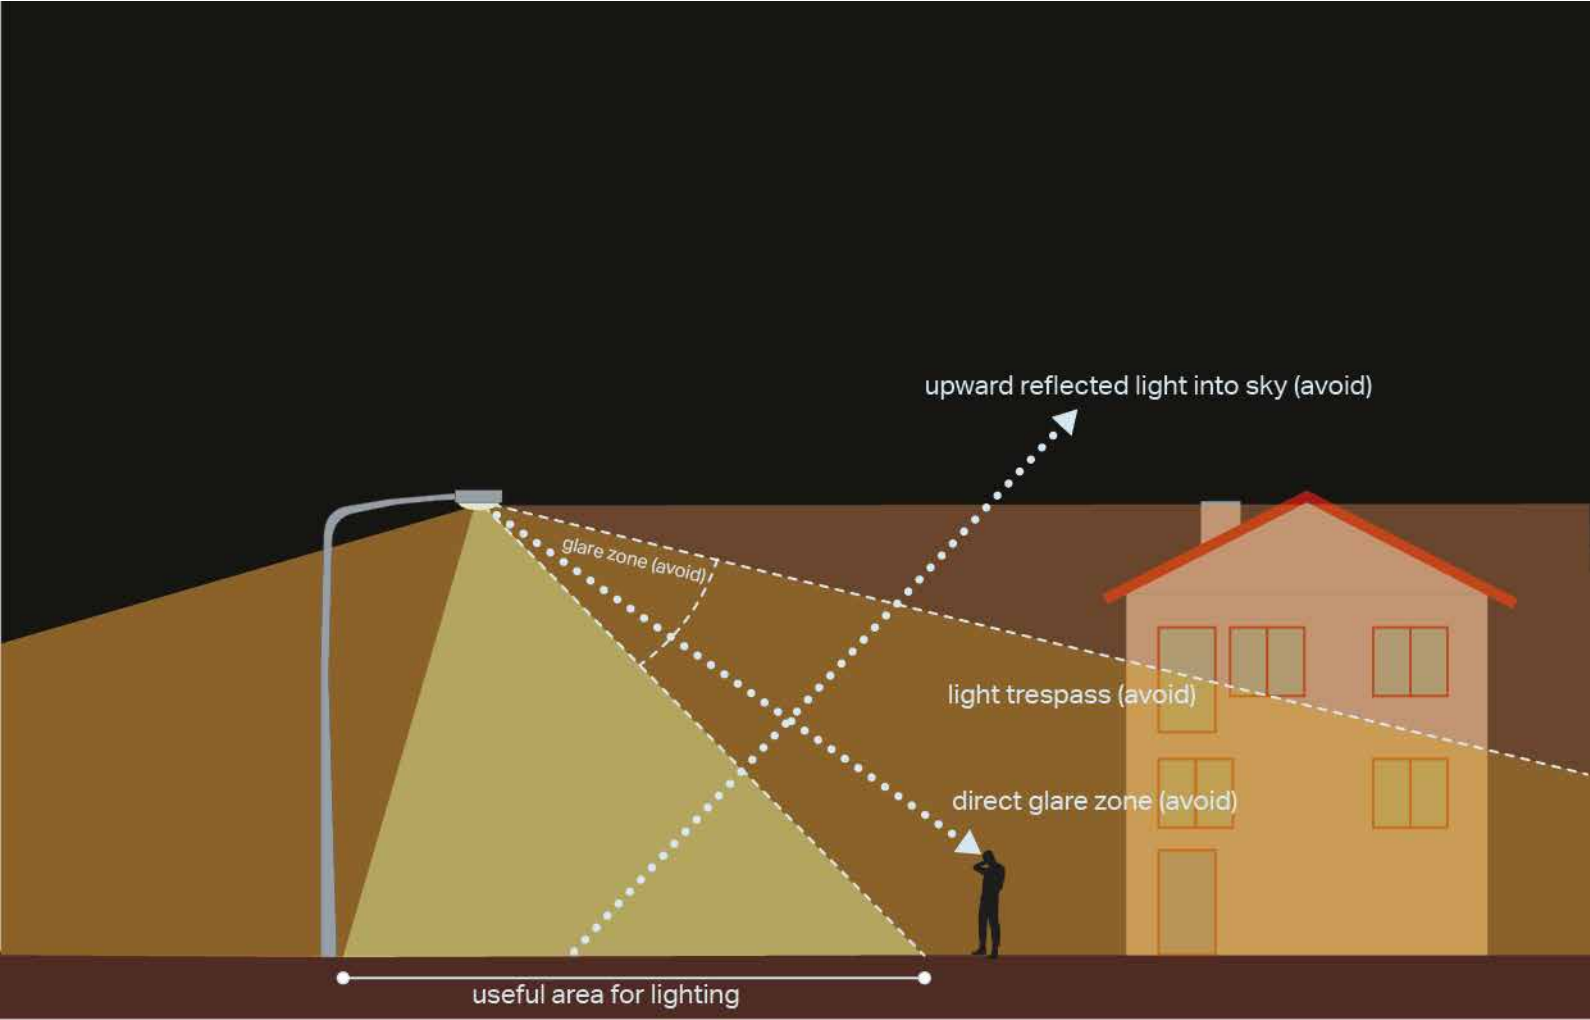 upward reflected light into sky (avoid)
glare zone (avoid)
light trespass (avoid)
direct glare zone (avoid)
useful area for lighting